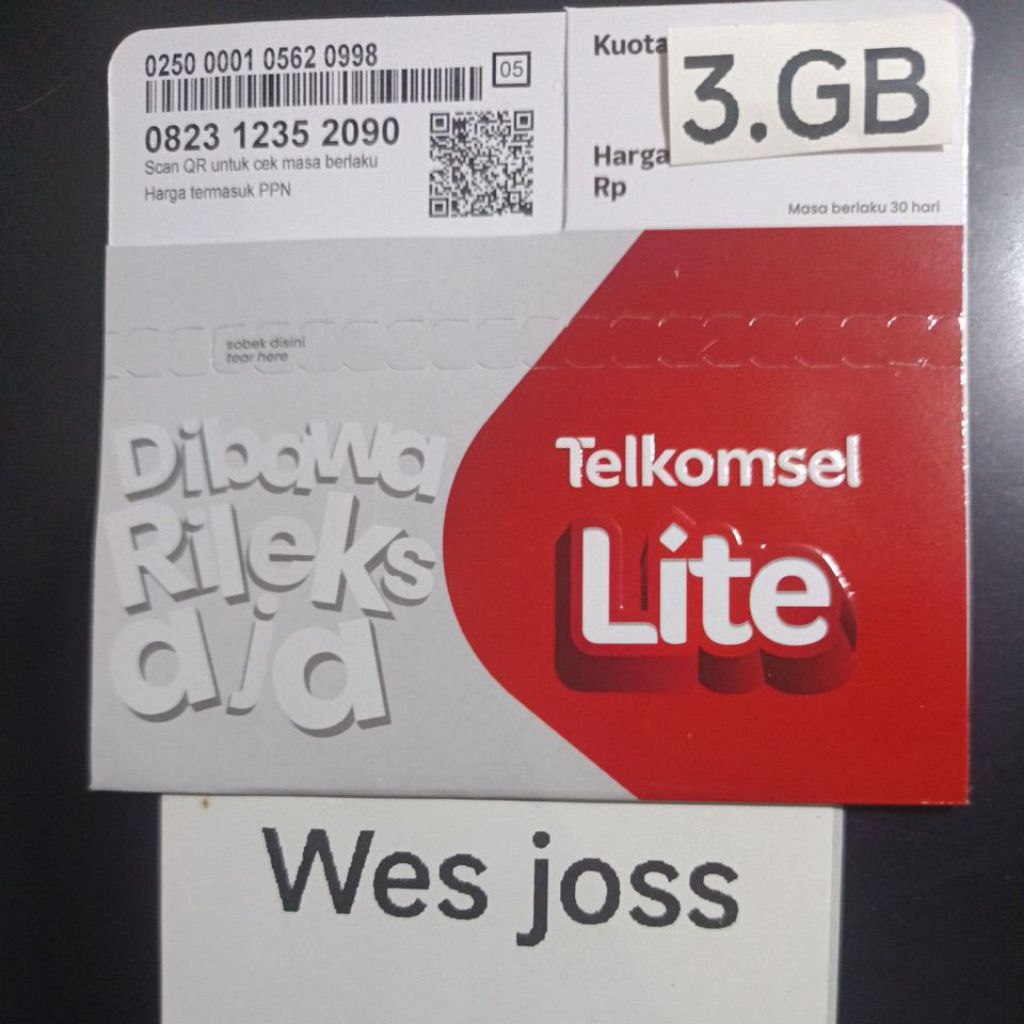 0250 0001 0562 0998
05
0823 1235 2090
Scan QR untuk cek masa berlaku
Harga termasuk PPN
Kuota
3.GB
Harga
Rp
Masa berlaku 30 hari
sobek disini
tear here
Dibawa
Rileks
aja
Telkomsel
Lite
Wes joss